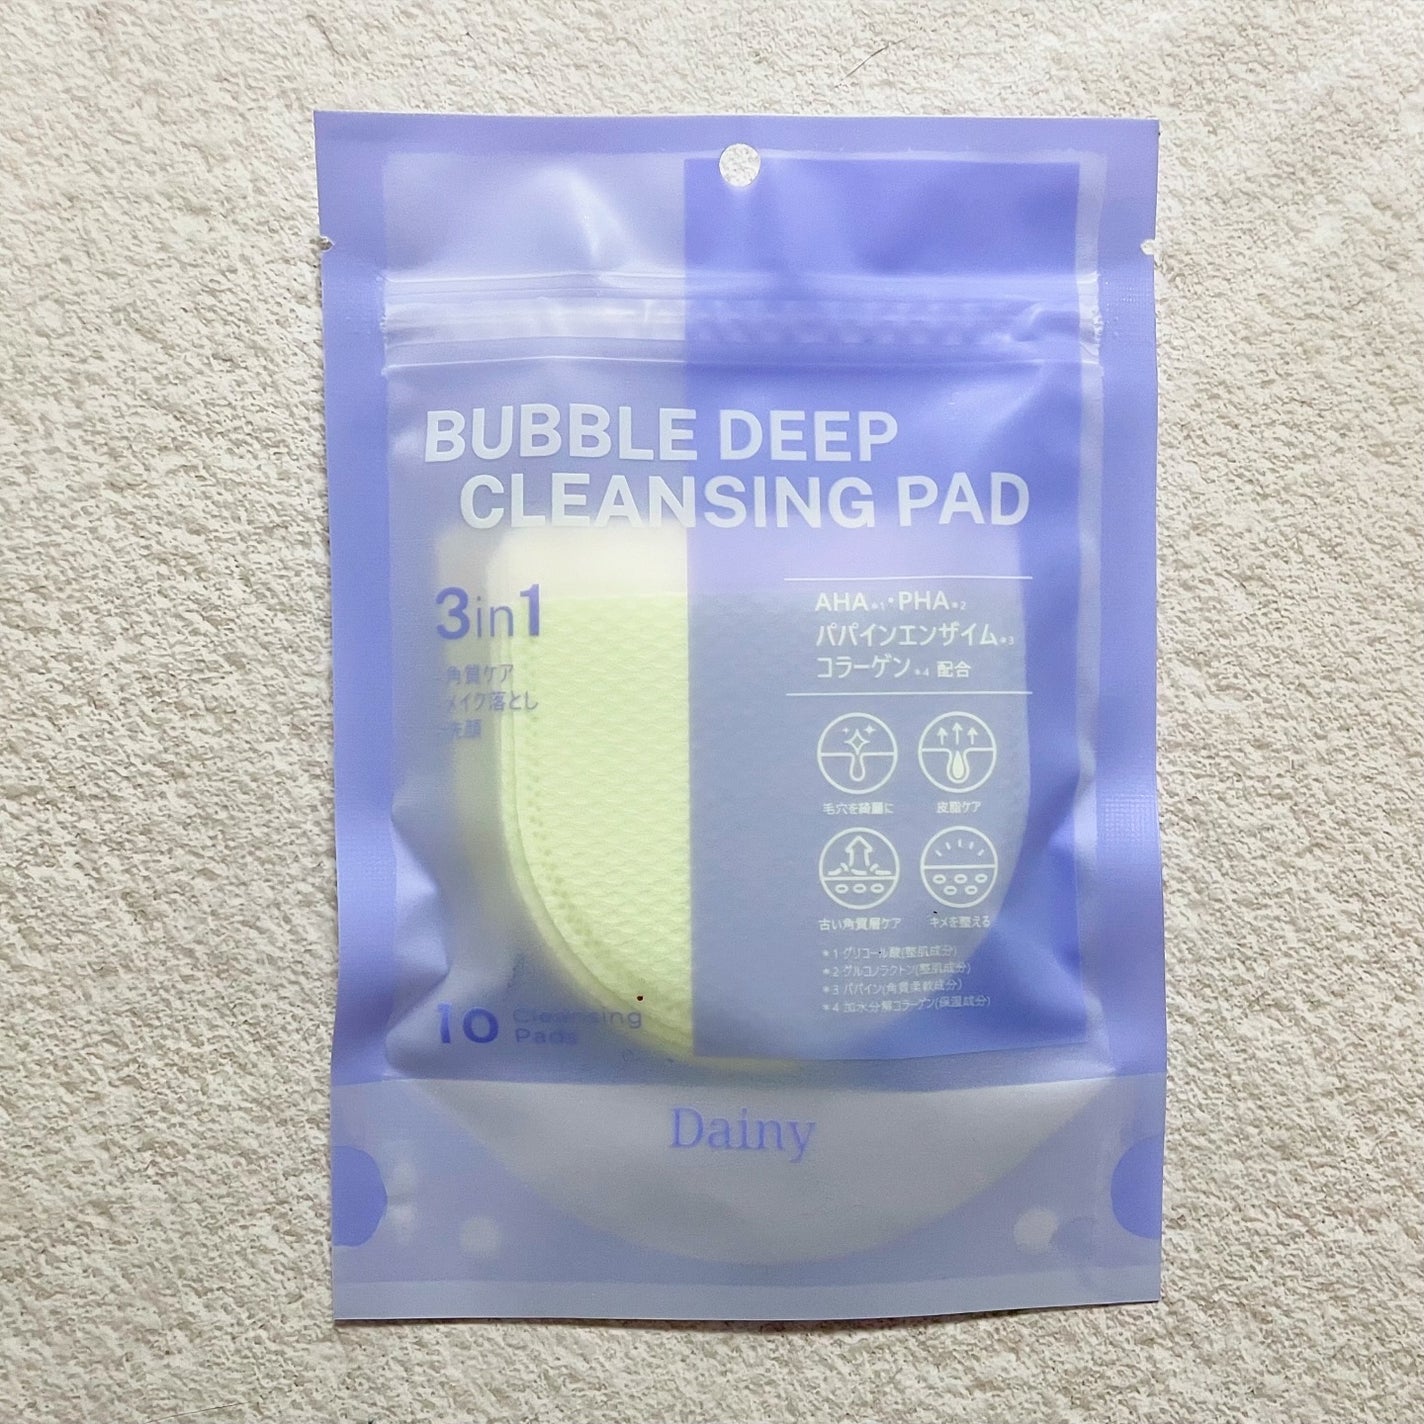 BUBBLE DEEP
CLEANSING PAD
3in1
・角質ケア
・メイク落とし
・洗顔
AHA*1・PHA*2
パパインエンザイム*3
コラーゲン*4 配合
毛穴を綺麗に
皮脂ケア
古い角質層ケア
キメを整える
*1 グリコール酸(整肌成分)
*2 グルコノラクトン(整肌成分)
*3 パパイン(角質柔軟成分)
*4 加水分解コラーゲン(保湿成分)
10 Cleansing
Pads
Dainy